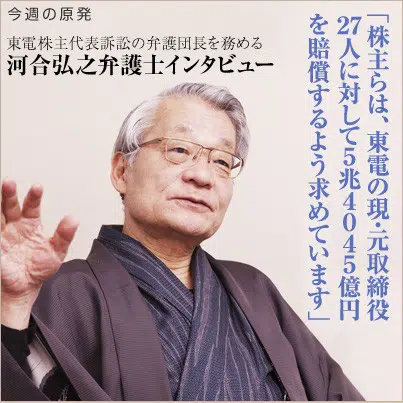 今週の原発
東電株主代表訴訟の弁護団長を務める
河合弘之弁護士インタビュー
「株主らは、東電の現・元取締役
27人に対して5兆4045億円
を賠償するよう求めています」